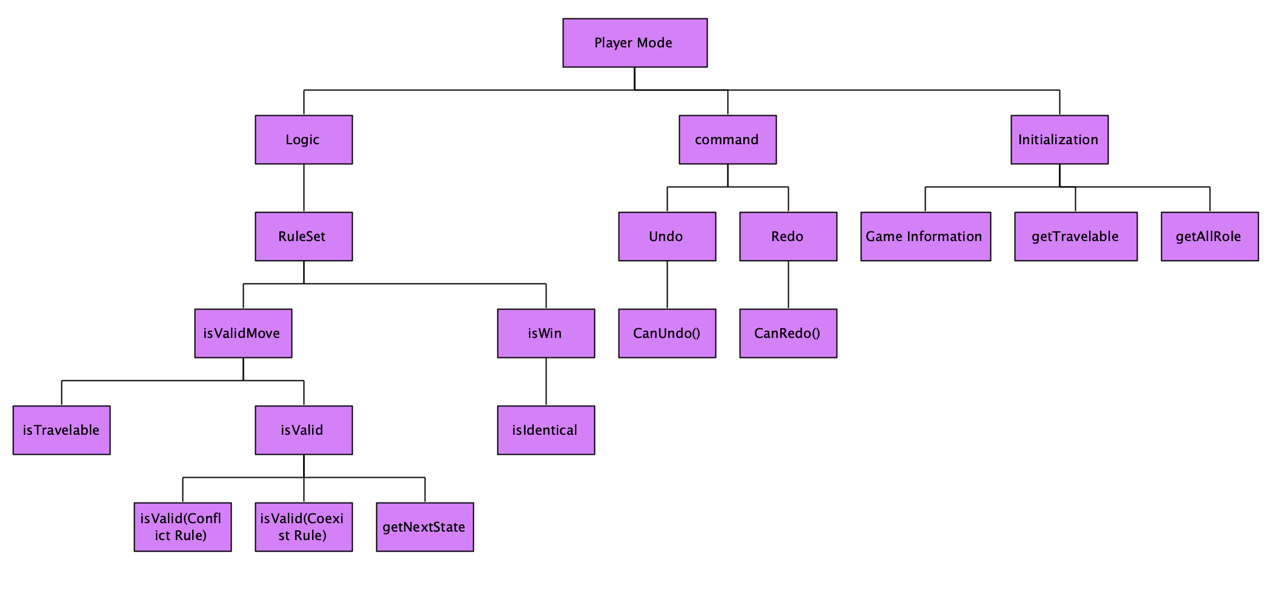 Player Mode
Logic
command
Initialization
RuleSet
Undo
Redo
Game Information
getTravelable
getAllRole
isValidMove
isWin
CanUndo()
CanRedo()
isTravelable
isValid
isIdentical
isValid(Confl
ict Rule)
isValid(Coexi
st Rule)
getNextState